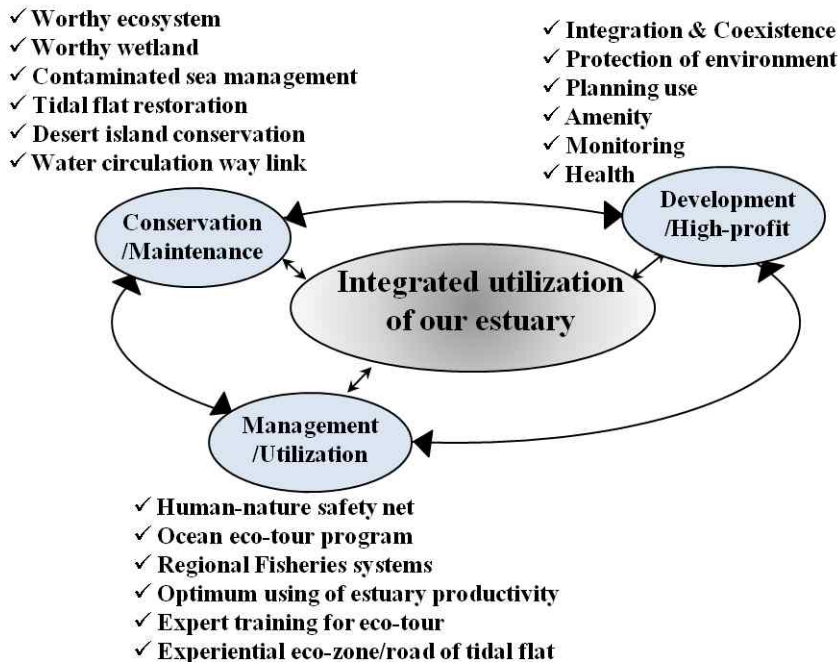 ✓ Worthy ecosystem
✓ Worthy wetland
✓ Contaminated sea management
✓ Tidal flat restoration
✓ Desert island conservation
✓ Water circulation way link
✓ Integration & Coexistence
✓ Protection of environment
✓ Planning use
✓ Amenity
✓ Monitoring
✓ Health
Conservation
/Maintenance
Development
/High-profit
Integrated utilization
of our estuary
Management
/Utilization
✓ Human-nature safety net
✓ Ocean eco-tour program
✓ Regional Fisheries systems
✓ Optimum using of estuary productivity
✓ Expert training for eco-tour
✓ Experiential eco-zone/road of tidal flat